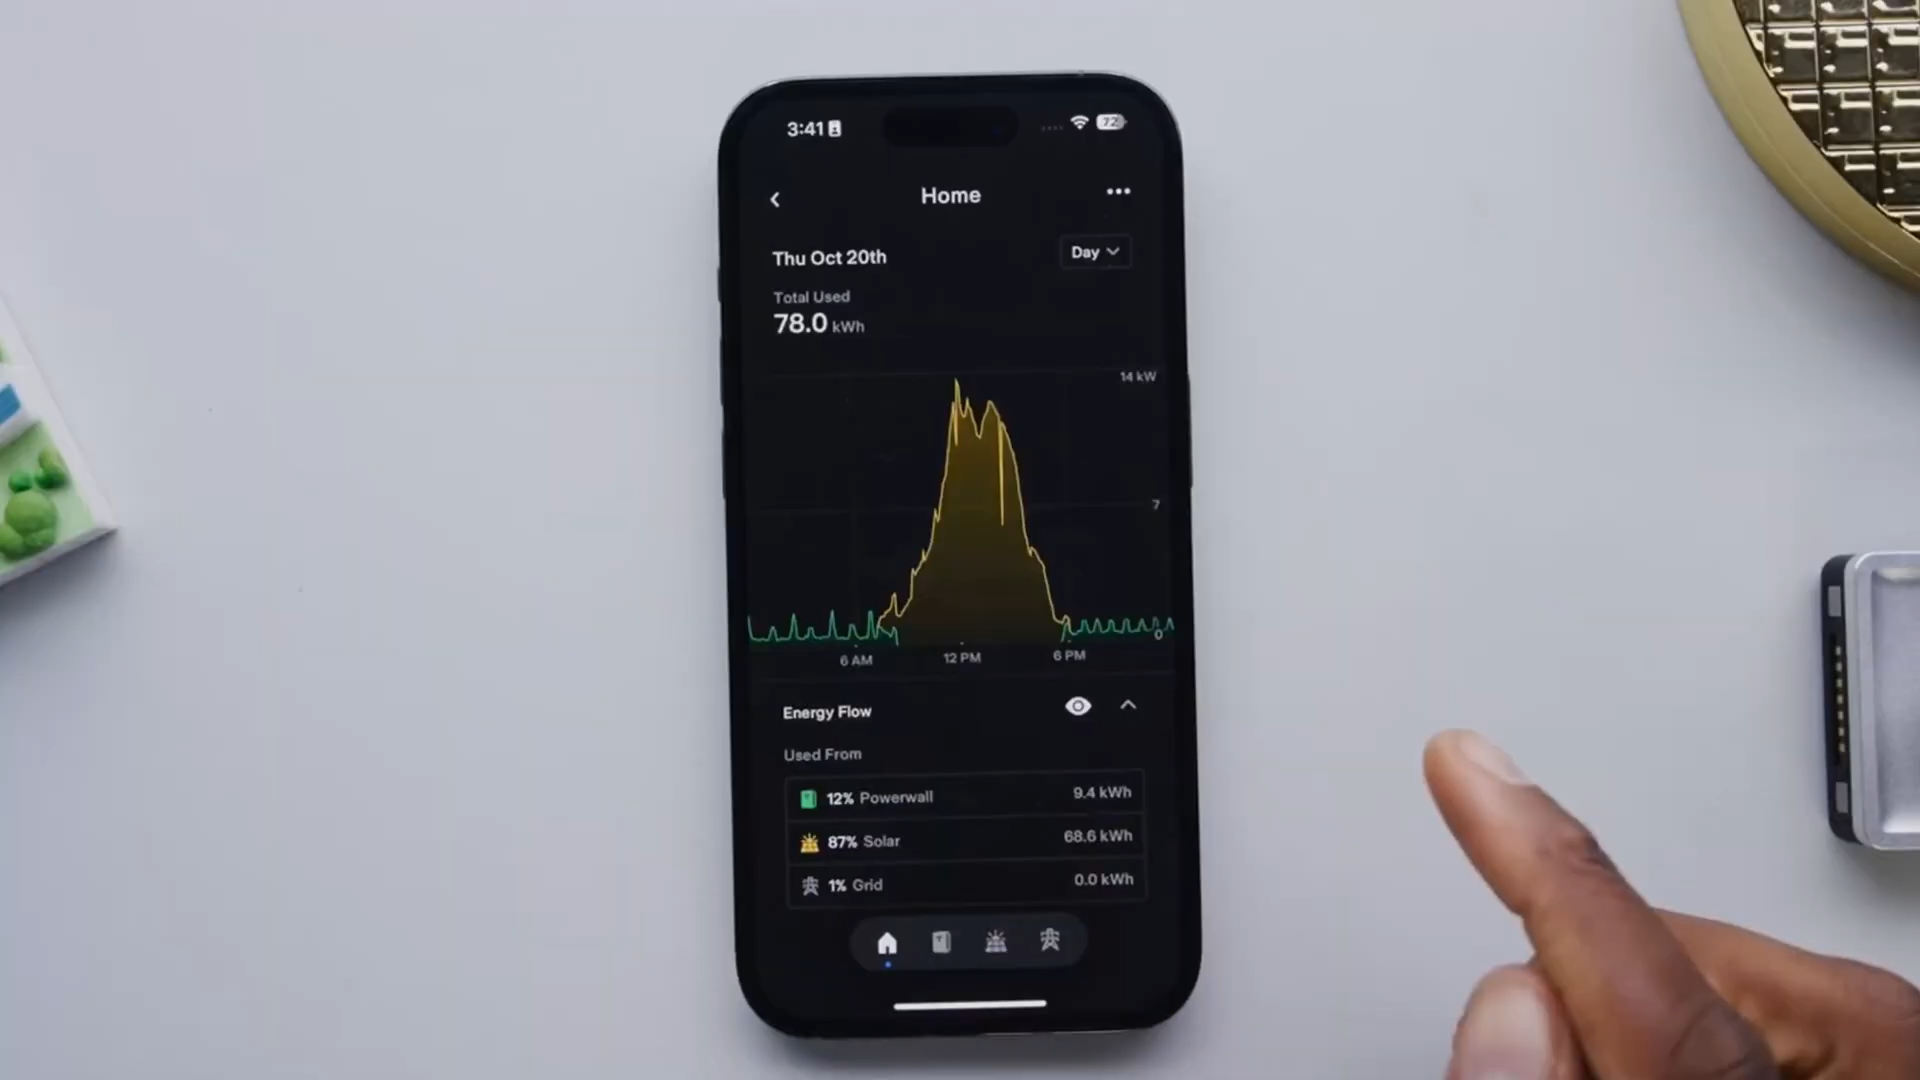 3:41
72
Home
Thu Oct 20th
Day
Total Used
78.0 kWh
14 kW
7
0
6 AM 12 PM 6 PM
Energy Flow
Used From
12% Powerwall 9.4 kWh
87% Solar 68.6 kWh
1% Grid 0.0 kWh